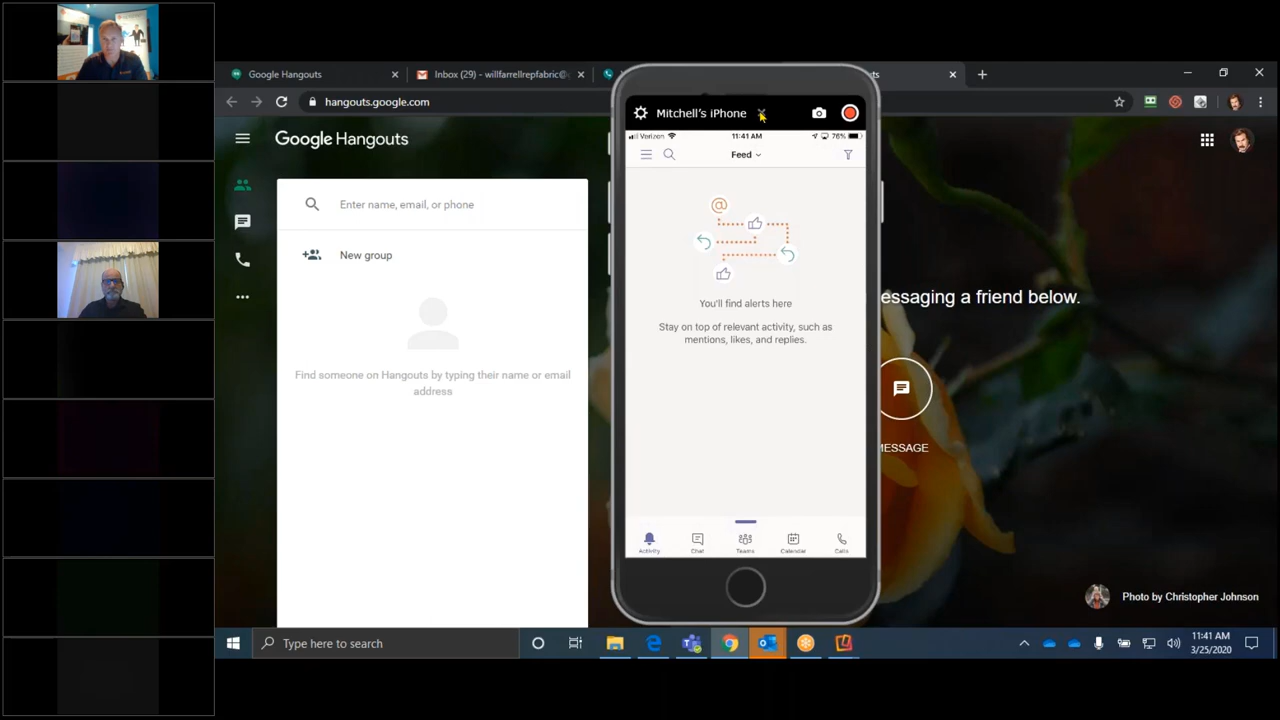 Google Hangouts
Inbox (29) - willfarrellrepfabric@
ts
hangouts.google.com
Google Hangouts
Enter name, email, or phone
New group
Find someone on Hangouts by typing their name or email
address
Mitchell's iPhone
Verizon
11:41 AM
76%
Feed
You'll find alerts here
Stay on top of relevant activity, such as
mentions, likes, and replies.
Activity
Chat
Teams
Calendar
Calls
essaging a friend below.
MESSAGE
Photo by Christopher Johnson
Type here to search
11:41 AM
3/25/2020